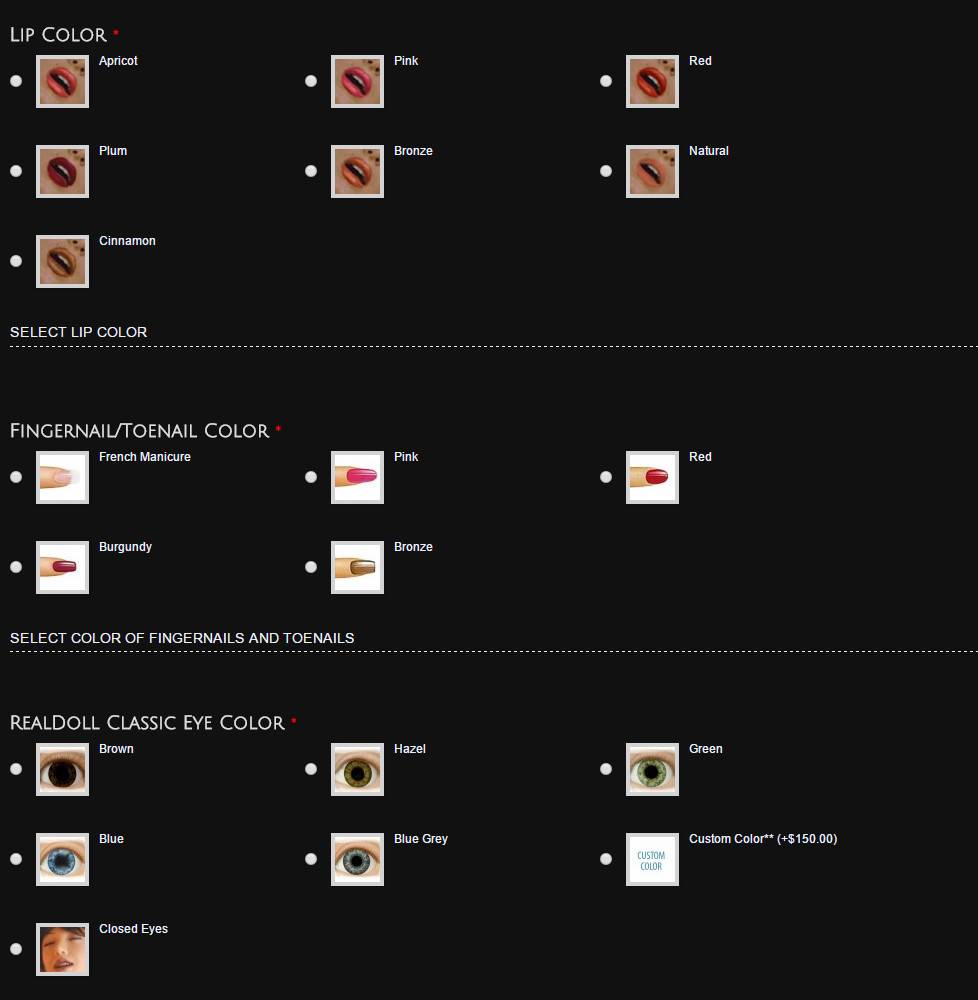 Lip Color *
Apricot Pink Red
Plum Bronze Natural
Cinnamon
SELECT LIP COLOR
Fingernail/Toenail Color *
French Manicure Pink Red
Burgundy Bronze
SELECT COLOR OF FINGERNAILS AND TOENAILS
RealDoll Classic Eye Color *
Brown Hazel Green
Blue Blue Grey Custom Color** (+$150.00)
CUSTOM
COLOR
Closed Eyes